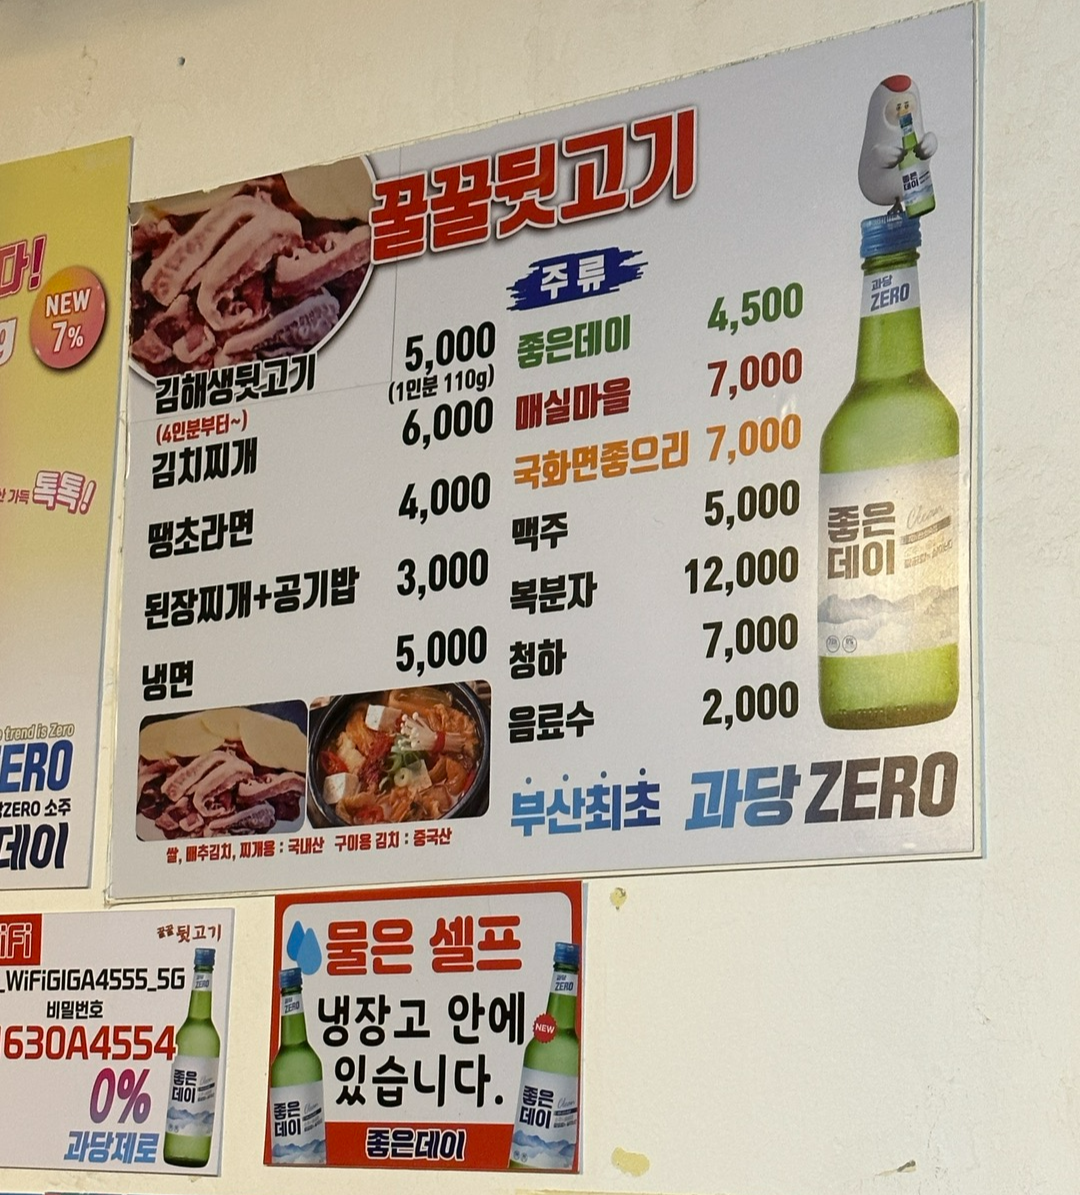 꿀꿀뒷고기
김해생뒷고기 5,000
(4인분부터~) (1인분 110g)
김치찌개 6,000
땡초라면 4,000
된장찌개+공기밥 3,000
냉면 5,000
쌀, 배추김치, 찌개용 : 국내산 구이용 김치 : 중국산
주류
좋은데이 4,500
매실마을 7,000
국화면좋으리 7,000
맥주 5,000
복분자 12,000
청하 7,000
음료수 2,000
부산최초 과당 ZERO
좋은데이
과당
ZERO
좋은
데이
다!
NEW
7%
톡톡!
trend is Zero
ZERO 소주
데이
꿀꿀뒷고기
_WiFiGIGA4555_5G
비밀번호
630A4554
0%
과당제로
좋은
데이
물은 셀프
냉장고 안에
있습니다.
NEW
좋은
데이
좋은
데이
좋은데이